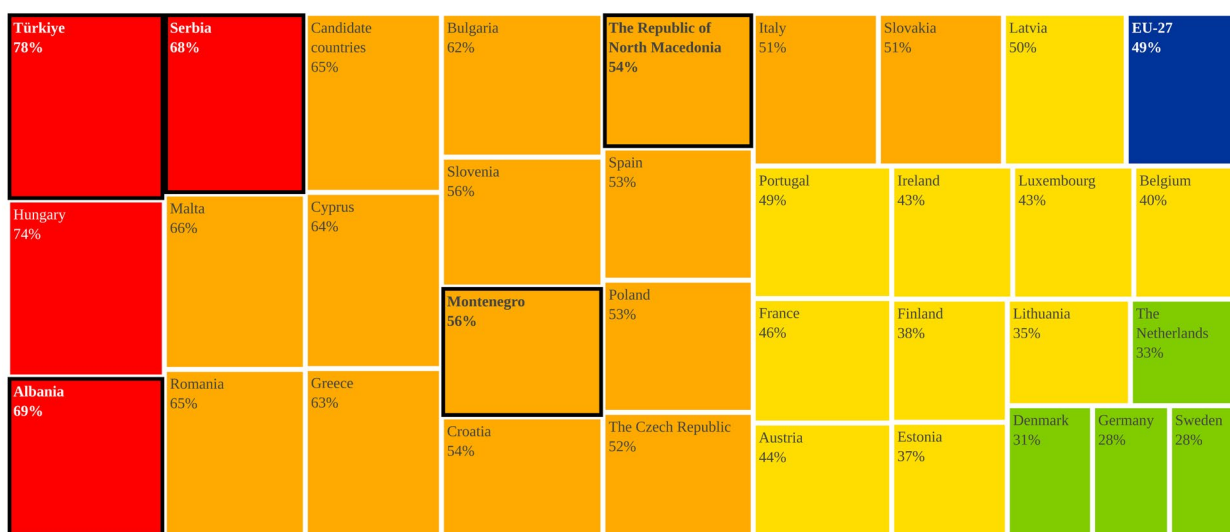 Türkiye
78%
Hungary
74%
Albania
69%
Serbia
68%
Malta
66%
Romania
65%
Candidate
countries
65%
Cyprus
64%
Greece
63%
Bulgaria
62%
Slovenia
56%
Montenegro
56%
Croatia
54%
The Republic of
North Macedonia
54%
Spain
53%
Poland
53%
The Czech Republic
52%
Italy
51%
Slovakia
51%
Latvia
50%
EU-27
49%
Portugal
49%
Ireland
43%
Luxembourg
43%
Belgium
40%
France
46%
Finland
38%
Lithuania
35%
The
Netherlands
33%
Austria
44%
Estonia
37%
Denmark
31%
Germany
28%
Sweden
28%